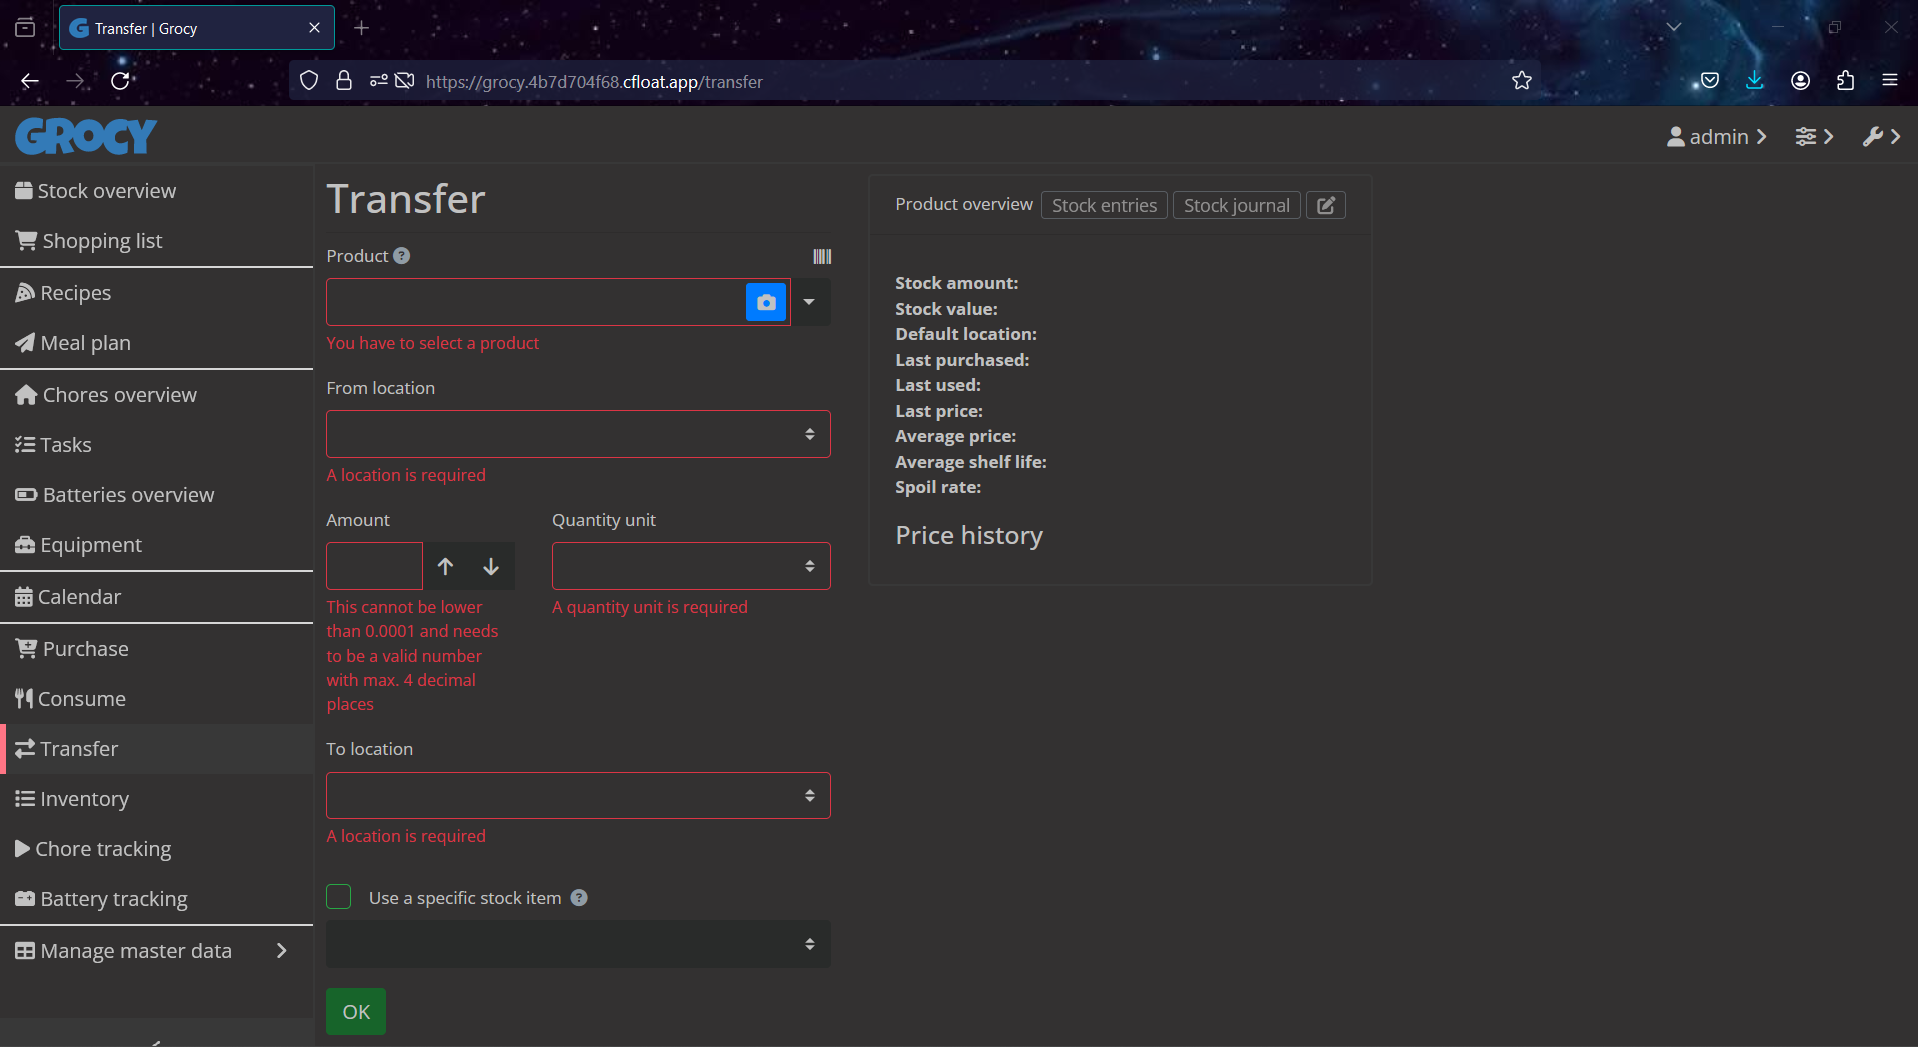 Transfer | Grocy
https://grocy.4b7d704f68.cfloat.app/transfer
GROCY
admin
Stock overview
Shopping list
Recipes
Meal plan
Chores overview
Tasks
Batteries overview
Equipment
Calendar
Purchase
Consume
Transfer
Inventory
Chore tracking
Battery tracking
Manage master data
Transfer
Product
You have to select a product
From location
A location is required
Amount
Quantity unit
This cannot be lower
than 0.0001 and needs
to be a valid number
with max. 4 decimal
places
A quantity unit is required
To location
A location is required
Use a specific stock item
OK
Product overview
Stock entries
Stock journal
Stock amount:
Stock value:
Default location:
Last purchased:
Last used:
Last price:
Average price:
Average shelf life:
Spoil rate:
Price history